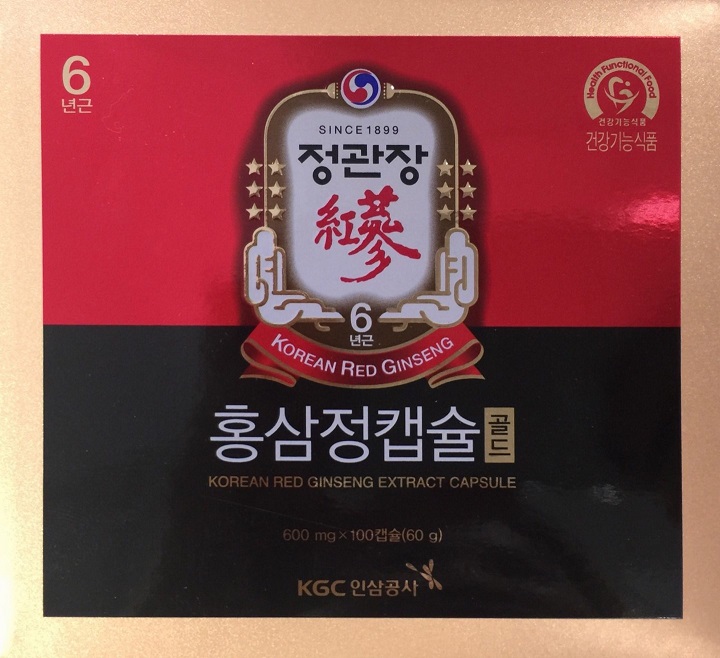 6
년근
Health Functional Food
건강기능식품
건강기능식품
SINCE1899
정관장
紅蔘
6
년근
KOREAN RED GINSENG
홍삼정캡슐 골드
KOREAN RED GINSENG EXTRACT CAPSULE
600 mg×100캡슐(60 g)
KGC 인삼공사